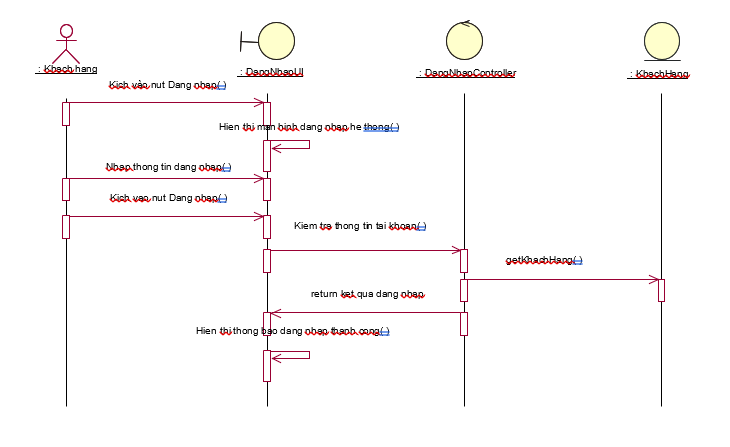 : Khach hang
: DangNhapUI
: DangNhapController
: KhachHang
Kich vào nut Dang nhap( )
Hien thi man hinh dang nhap he thong( )
Nhap thong tin dang nhap( )
Kich vao nut Dang nhap( )
Kiem tra thong tin tai khoan( )
getKhachHang( )
return ket qua dang nhap
Hien thi thong bao dang nhap thanh cong( )